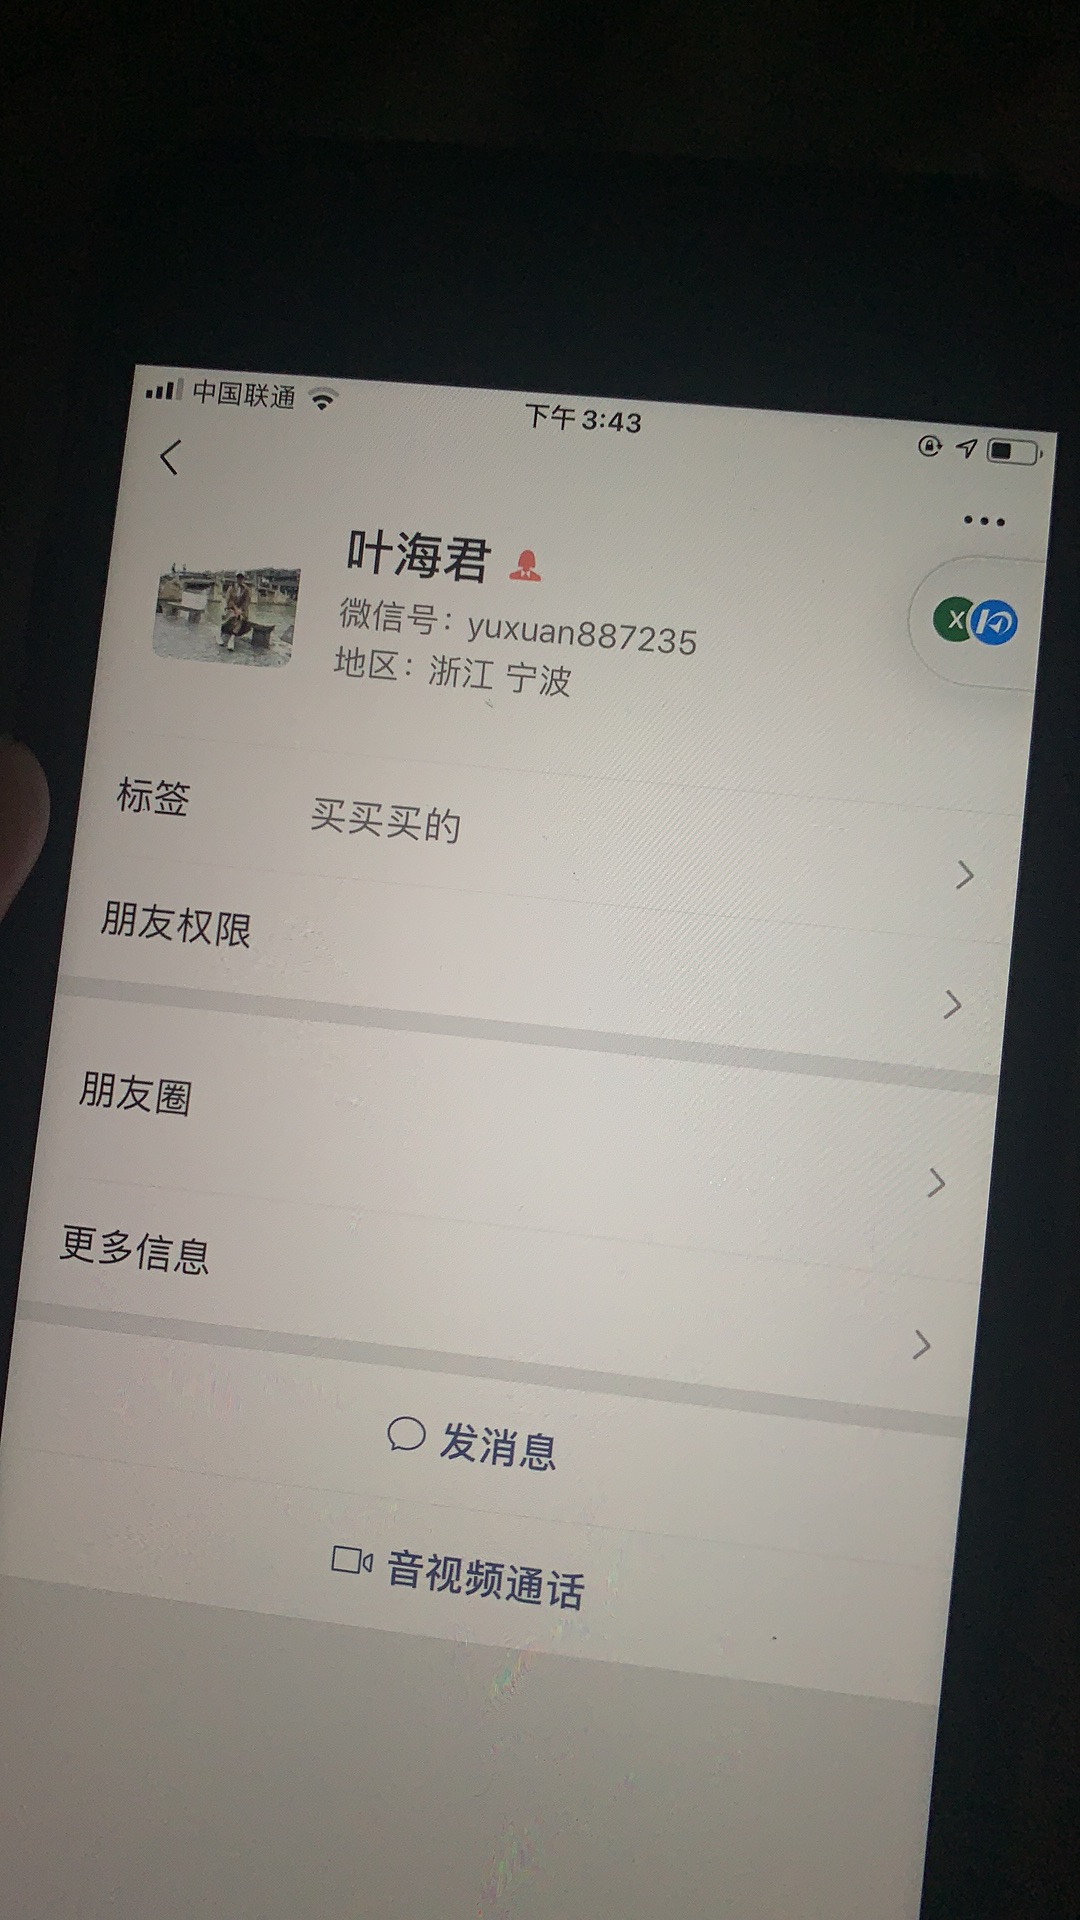 中国联通
下午3:43
叶海君
微信号：yuxuan887235
地区：浙江 宁波
X
标签 买买买的
朋友权限
朋友圈
更多信息
发消息
音视频通话